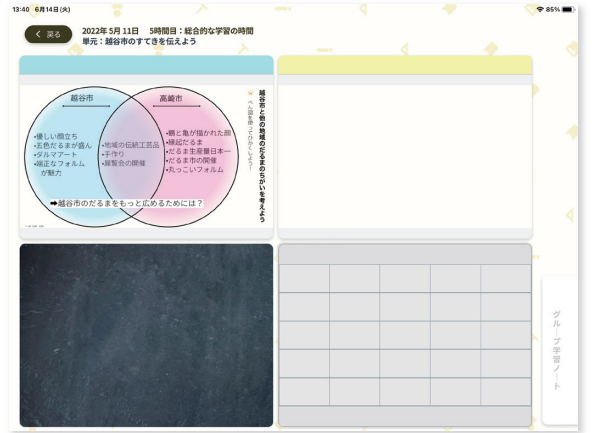 13:40 6月14日(火)
85%
く 戻る
2022年5月11日 5時間目：総合的な学習の時間
単元：越谷市のすてきを伝えよう
越谷市と他の地域のだるまのちがいを考えよう
べん図を使ってひかくしよう！
越谷市
・優しい顔立ち
・五色だるまが盛ん
・ダルマアート
・端正なフォルム
が魅力
・地域の伝統工芸品
・手作り
・展覧会の開催
高崎市
・鶴と亀が描かれた顔
・縁起だるま
・だるま生産量日本一
・だるま市の開催
・丸っこいフォルム
➡越谷市のだるまをもっと広めるためには？
グループ学習ノート